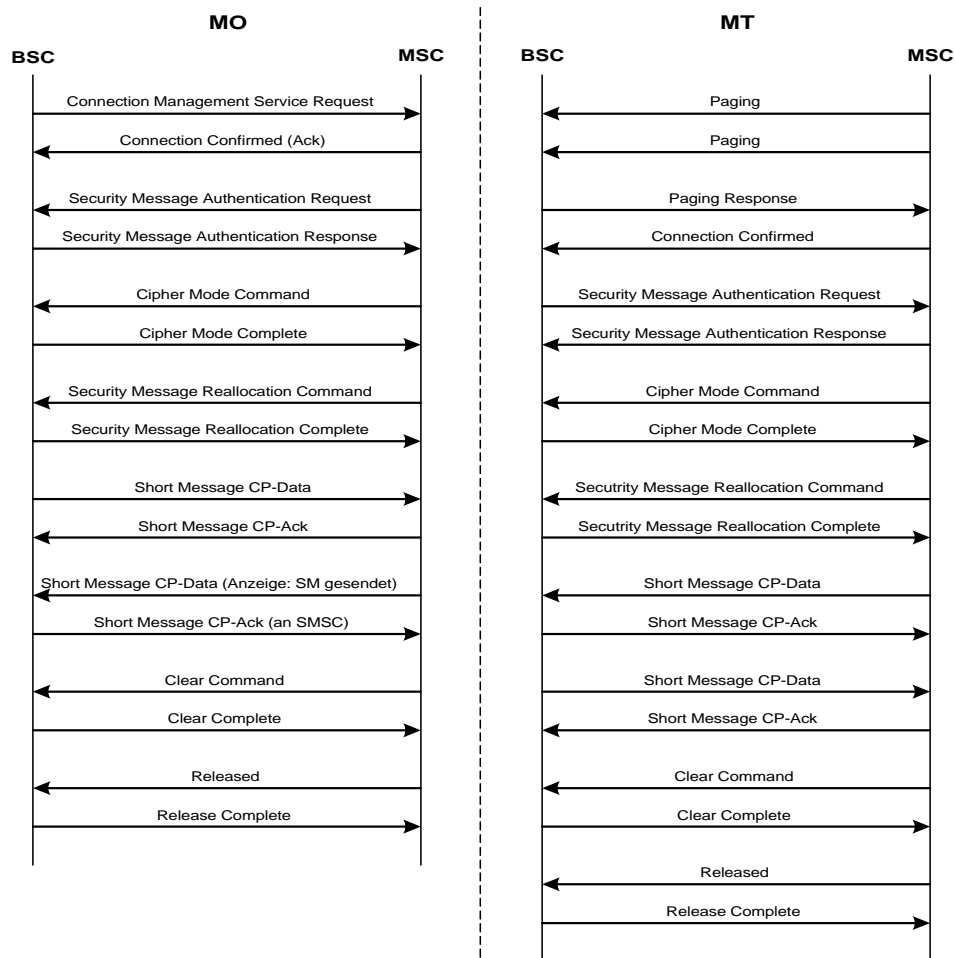 MO
BSC
MSC
Connection Management Service Request
Connection Confirmed (Ack)
Security Message Authentication Request
Security Message Authentication Response
Cipher Mode Command
Cipher Mode Complete
Security Message Reallocation Command
Security Message Reallocation Complete
Short Message CP-Data
Short Message CP-Ack
Short Message CP-Data (Anzeige: SM gesendet)
Short Message CP-Ack (an SMSC)
Clear Command
Clear Complete
Released
Release Complete
MT
BSC
MSC
Paging
Paging
Paging Response
Connection Confirmed
Security Message Authentication Request
Security Message Authentication Response
Cipher Mode Command
Cipher Mode Complete
Secutrity Message Reallocation Command
Secutrity Message Reallocation Complete
Short Message CP-Data
Short Message CP-Ack
Short Message CP-Data
Short Message CP-Ack
Clear Command
Clear Complete
Released
Release Complete